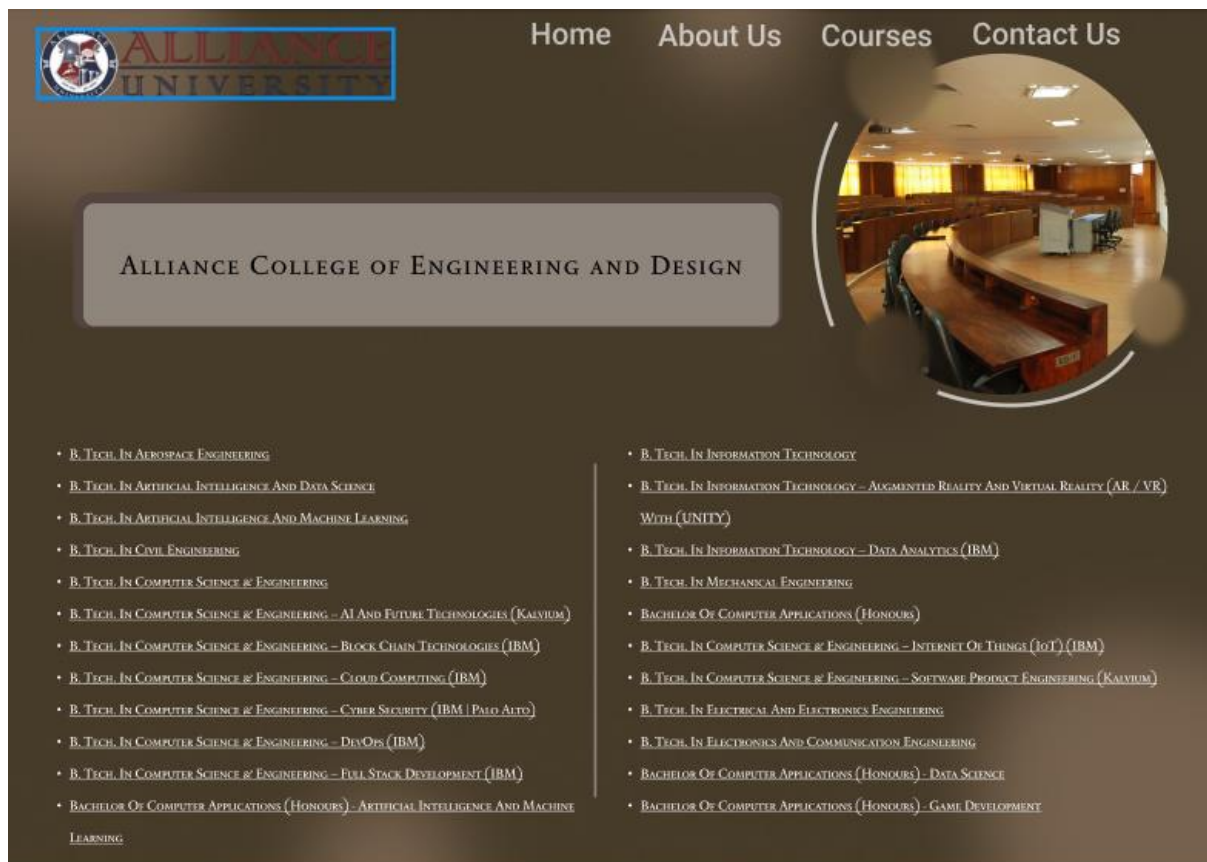 ALLIANCE
UNIVERSITY
Home About Us Courses Contact Us
ALLIANCE COLLEGE OF ENGINEERING AND DESIGN
• B. TECH. IN AEROSPACE ENGINEERING
• B. TECH. IN ARTIFICIAL INTELLIGENCE AND DATA SCIENCE
• B. TECH. IN ARTIFICIAL INTELLIGENCE AND MACHINE LEARNING
• B. TECH. IN CIVIL ENGINEERING
• B. TECH. IN COMPUTER SCIENCE & ENGINEERING
• B. TECH. IN COMPUTER SCIENCE & ENGINEERING – AI AND FUTURE TECHNOLOGIES (KALVIUM)
• B. TECH. IN COMPUTER SCIENCE & ENGINEERING – BLOCK CHAIN TECHNOLOGIES (IBM)
• B. TECH. IN COMPUTER SCIENCE & ENGINEERING – CLOUD COMPUTING (IBM)
• B. TECH. IN COMPUTER SCIENCE & ENGINEERING – CYBER SECURITY (IBM | PALO ALTO)
• B. TECH. IN COMPUTER SCIENCE & ENGINEERING – DEVOPS (IBM)
• B. TECH. IN COMPUTER SCIENCE & ENGINEERING – FULL STACK DEVELOPMENT (IBM)
• BACHELOR OF COMPUTER APPLICATIONS (HONOURS) - ARTIFICIAL INTELLIGENCE AND MACHINE
LEARNING
• B. TECH. IN INFORMATION TECHNOLOGY
• B. TECH. IN INFORMATION TECHNOLOGY – AUGMENTED REALITY AND VIRTUAL REALITY (AR / VR)
WITH (UNITY)
• B. TECH. IN INFORMATION TECHNOLOGY – DATA ANALYTICS (IBM)
• B. TECH. IN MECHANICAL ENGINEERING
• BACHELOR OF COMPUTER APPLICATIONS (HONOURS)
• B. TECH. IN COMPUTER SCIENCE & ENGINEERING – INTERNET OF THINGS (IOT) (IBM)
• B. TECH. IN COMPUTER SCIENCE & ENGINEERING – SOFTWARE PRODUCT ENGINEERING (KALVIUM)
• B. TECH. IN ELECTRICAL AND ELECTRONICS ENGINEERING
• B. TECH. IN ELECTRONICS AND COMMUNICATION ENGINEERING
• BACHELOR OF COMPUTER APPLICATIONS (HONOURS) - DATA SCIENCE
• BACHELOR OF COMPUTER APPLICATIONS (HONOURS) - GAME DEVELOPMENT